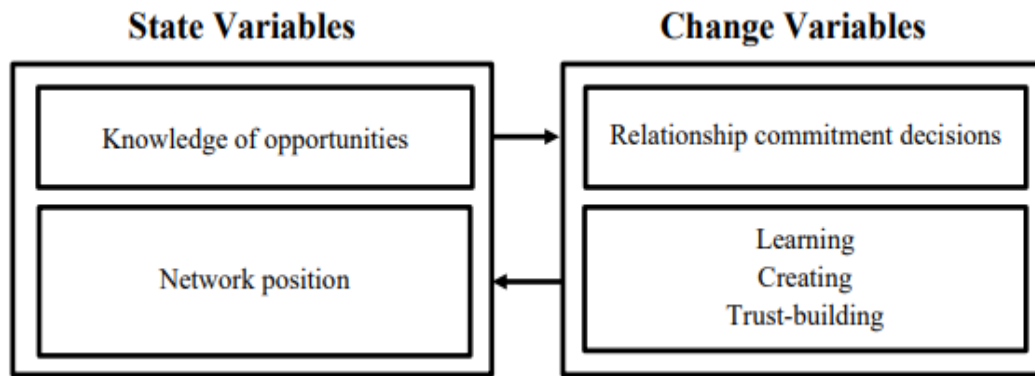 State Variables
Change Variables
Knowledge of opportunities
Relationship commitment decisions
Network position
Learning
Creating
Trust-building